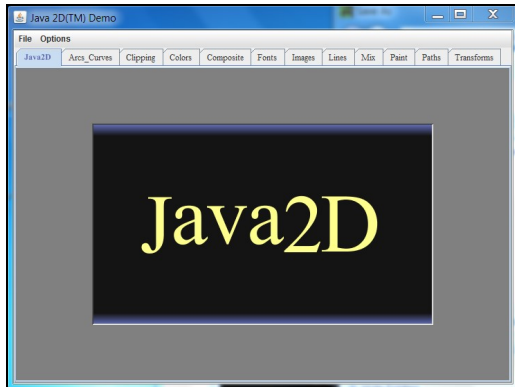 Java 2D(TM) Demo
File Options
Java2D Arcs_Curves Clipping Colors Composite Fonts Images Lines Mix Paint Paths Transforms
Java2D